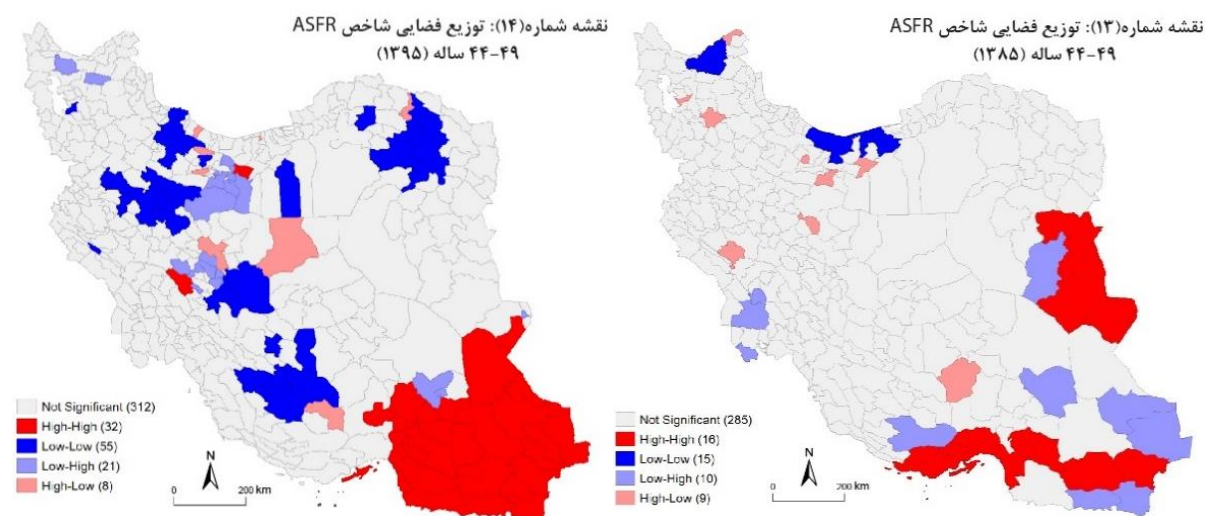 نقشه شماره(۱۳): توزیع فضایی شاخص ASFR
۴۴-۴۹ ساله (۱۳۸۵)
Not Significant (285)
High-High (16)
Low-Low (15)
Low-High (10)
High-Low (9)
N
0 200 km
نقشه شماره(۱۴): توزیع فضایی شاخص ASFR
۴۴-۴۹ ساله (۱۳۹۵)
Not Significant (312)
High-High (32)
Low-Low (55)
Low-High (21)
High-Low (8)
N
0 200 km